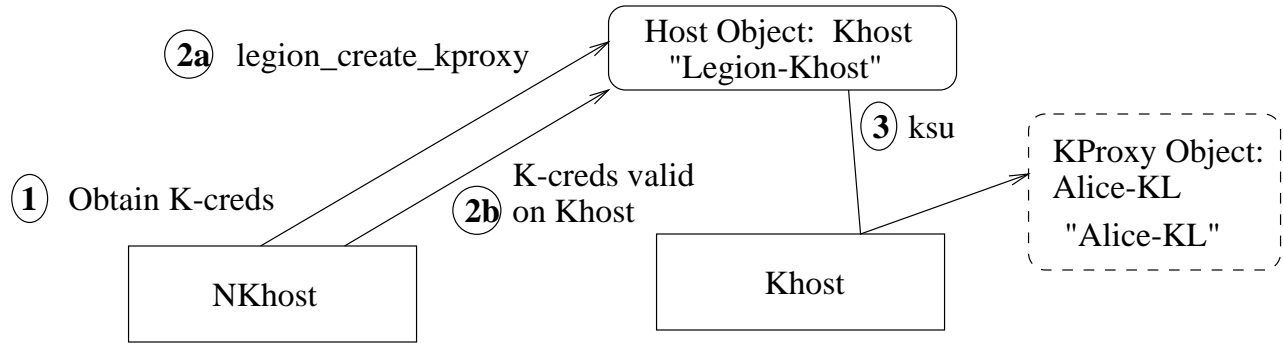 2a legion_create_kproxy
Host Object: Khost
"Legion-Khost"
3 ksu
1 Obtain K-creds
2b K-creds valid
on Khost
KProxy Object:
Alice-KL
"Alice-KL"
NKhost
Khost